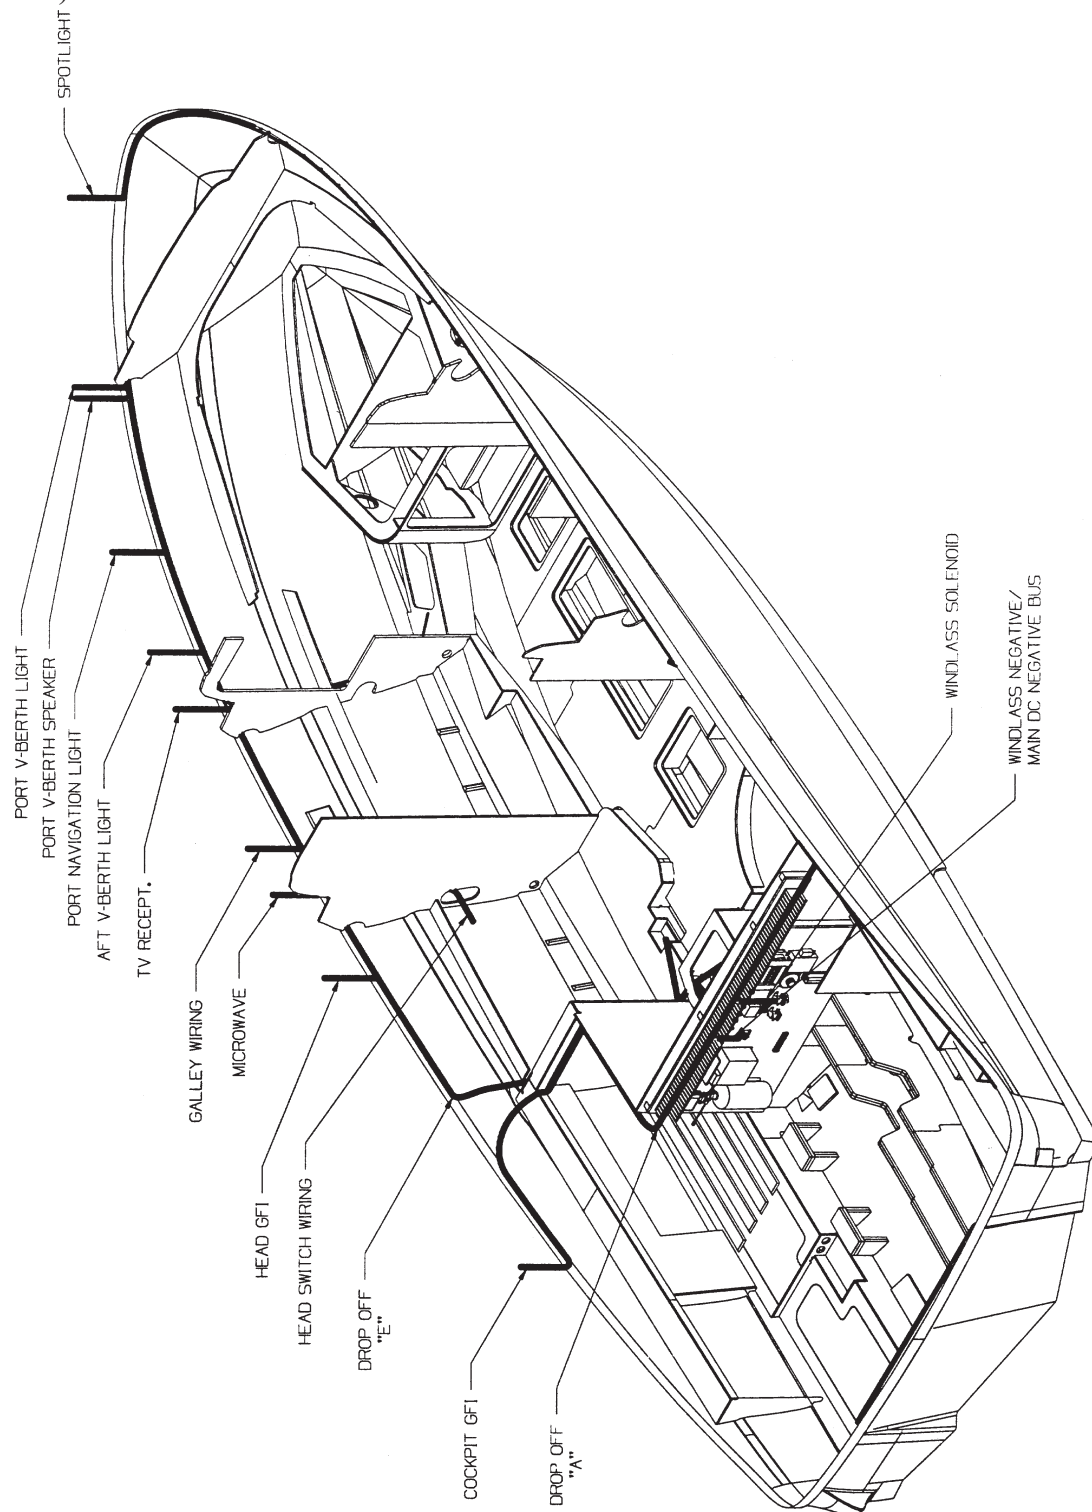 SPOTLIGHT
PORT V-BERTH LIGHT
PORT V-BERTH SPEAKER
PORT NAVIGATION LIGHT
AFT V-BERTH LIGHT
TV RECEPT.
GALLEY WIRING
MICROWAVE
HEAD GFI
HEAD SWITCH WIRING
DROP OFF
"E"
COCKPIT GFI
DROP OFF
"A"
WINDLASS SOLENOID
WINDLASS NEGATIVE/
MAIN DC NEGATIVE BUS